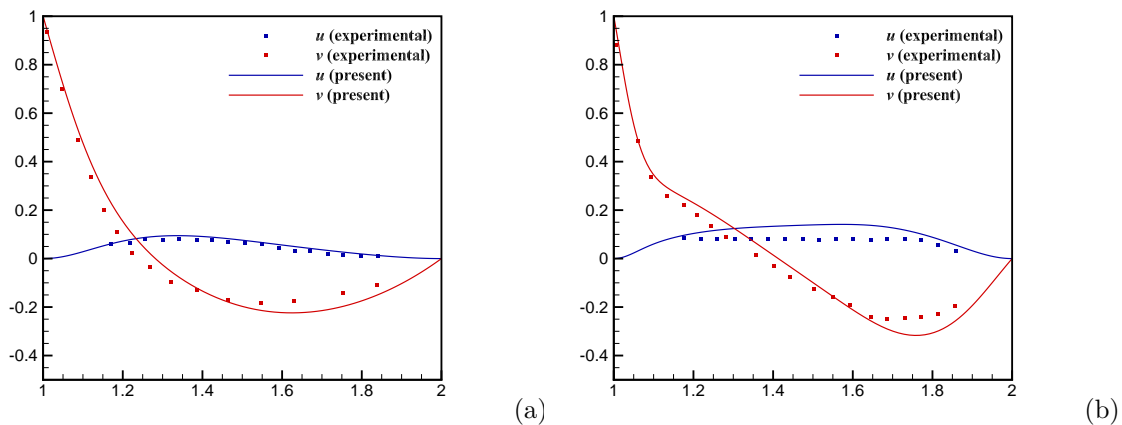 1
0.8
0.6
0.4
0.2
0
-0.2
-0.4
1 1.2 1.4 1.6 1.8 2
u (experimental)
v (experimental)
u (present)
v (present)
(a)
1
0.8
0.6
0.4
0.2
0
-0.2
-0.4
1 1.2 1.4 1.6 1.8 2
u (experimental)
v (experimental)
u (present)
v (present)
(b)